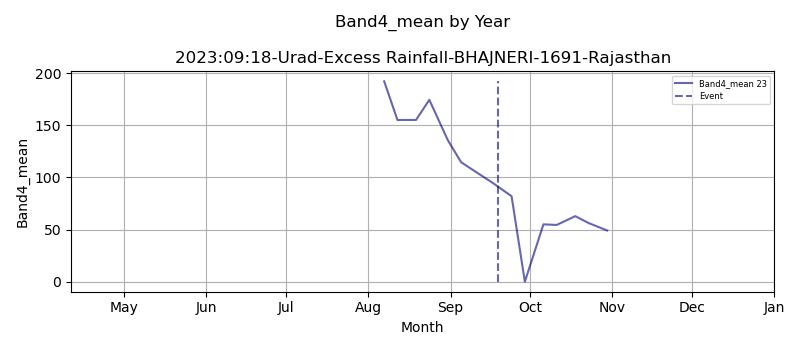 Band4_mean by Year
2023:09:18-Urad-Excess Rainfall-BHAJNERI-1691-Rajasthan
Band4_mean 23
Event
200
150
100
50
0
Band4_mean
May Jun Jul Aug Sep Oct Nov Dec Jan
Month